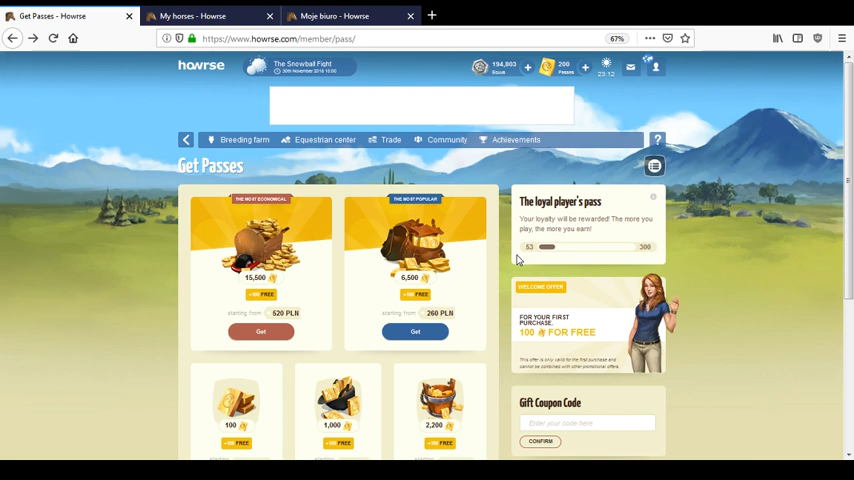 Get Passes - Howrse
My horses - Howrse
Moje biuro - Howrse
https://www.howrse.com/member/pass/
67%
howrse
The Snowball Fight
30th November 2018 10:00
194,803
Equus
200
Passes
23:12
Breeding farm
Equestrian center
Trade
Community
Achievements
?
Get Passes
THE MOST ECONOMICAL
15,500
FREE
starting from 520 PLN
Get
THE MOST POPULAR
6,500
FREE
starting from 260 PLN
Get
100
FREE
1,000
FREE
2,200
FREE
The loyal player's pass
Your loyalty will be rewarded! The more you
play, the more you earn!
53
300
WELCOME OFFER
FOR YOUR FIRST
PURCHASE.
100 FOR FREE
This offer is only valid for the first purchase and
cannot be combined with other promotional offers.
Gift Coupon Code
Enter your code here
CONFIRM